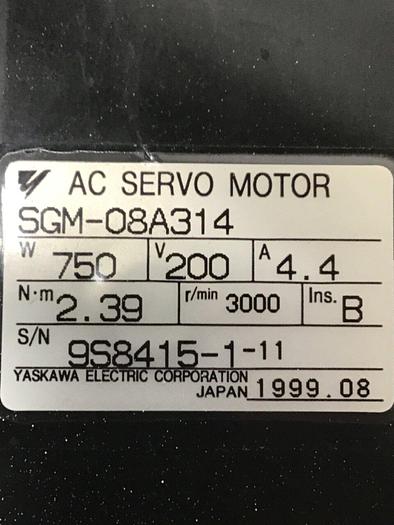 AC SERVO MOTOR
SGM-08A314
W 750 V 200 A 4.4
N·m 2.39 r/min 3000 Ins. B
S/N 9S8415-1-11
YASKAWA ELECTRIC CORPORATION
JAPAN 1999.08